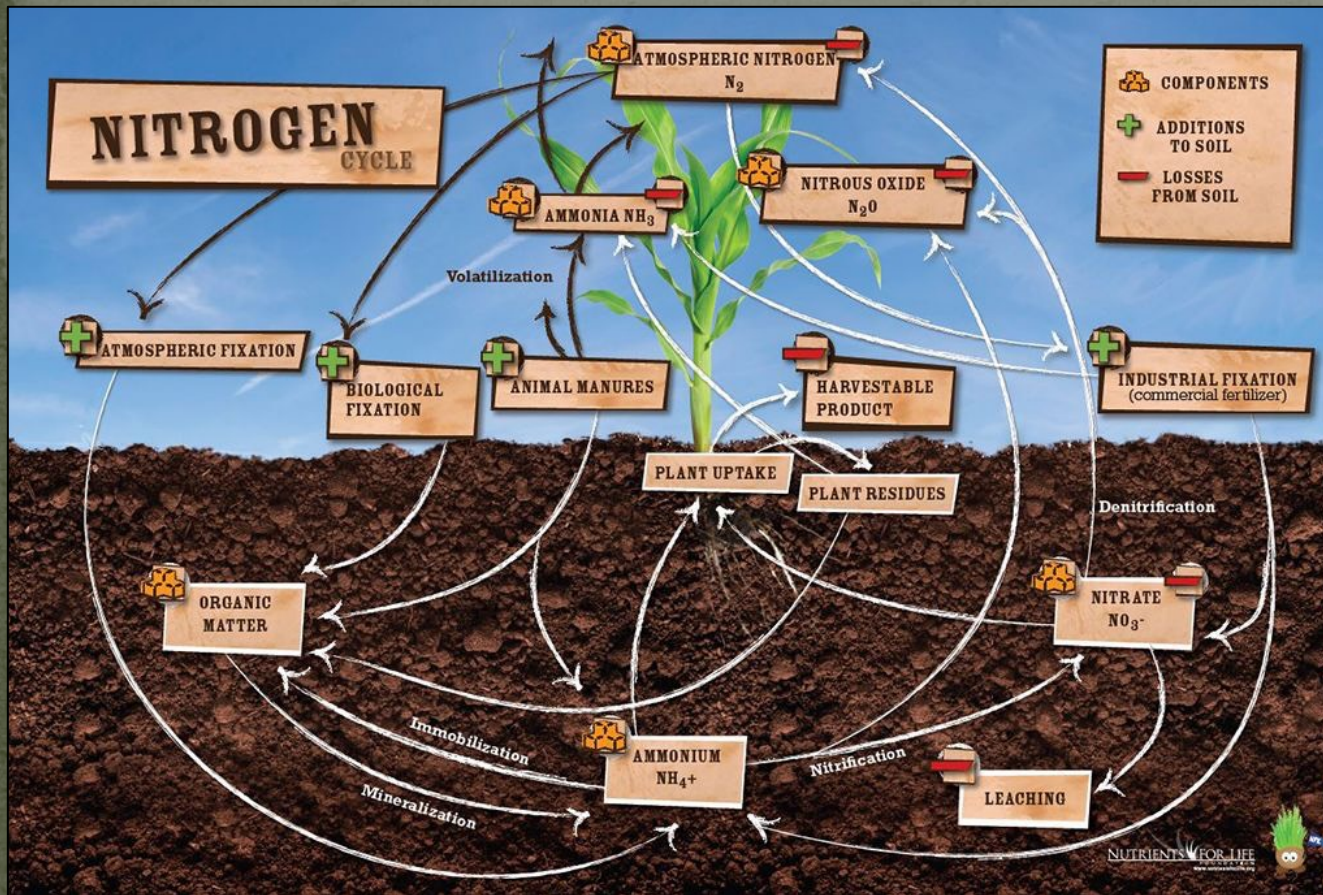 NITROGEN
CYCLE
ATMOSPHERIC NITROGEN
N₂
COMPONENTS
ADDITIONS
TO SOIL
LOSSES
FROM SOIL
AMMONIA NH₃
NITROUS OXIDE
N₂O
Volatilization
ATMOSPHERIC FIXATION
BIOLOGICAL
FIXATION
ANIMAL MANURES
HARVESTABLE
PRODUCT
INDUSTRIAL FIXATION
(commercial fertilizer)
PLANT UPTAKE
PLANT RESIDUES
Denitrification
ORGANIC
MATTER
NITRATE
NO₃-
Immobilization
Mineralization
AMMONIUM
NH₄+
Nitrification
LEACHING
NUTRIENTS FOR LIFE
FOUNDATION